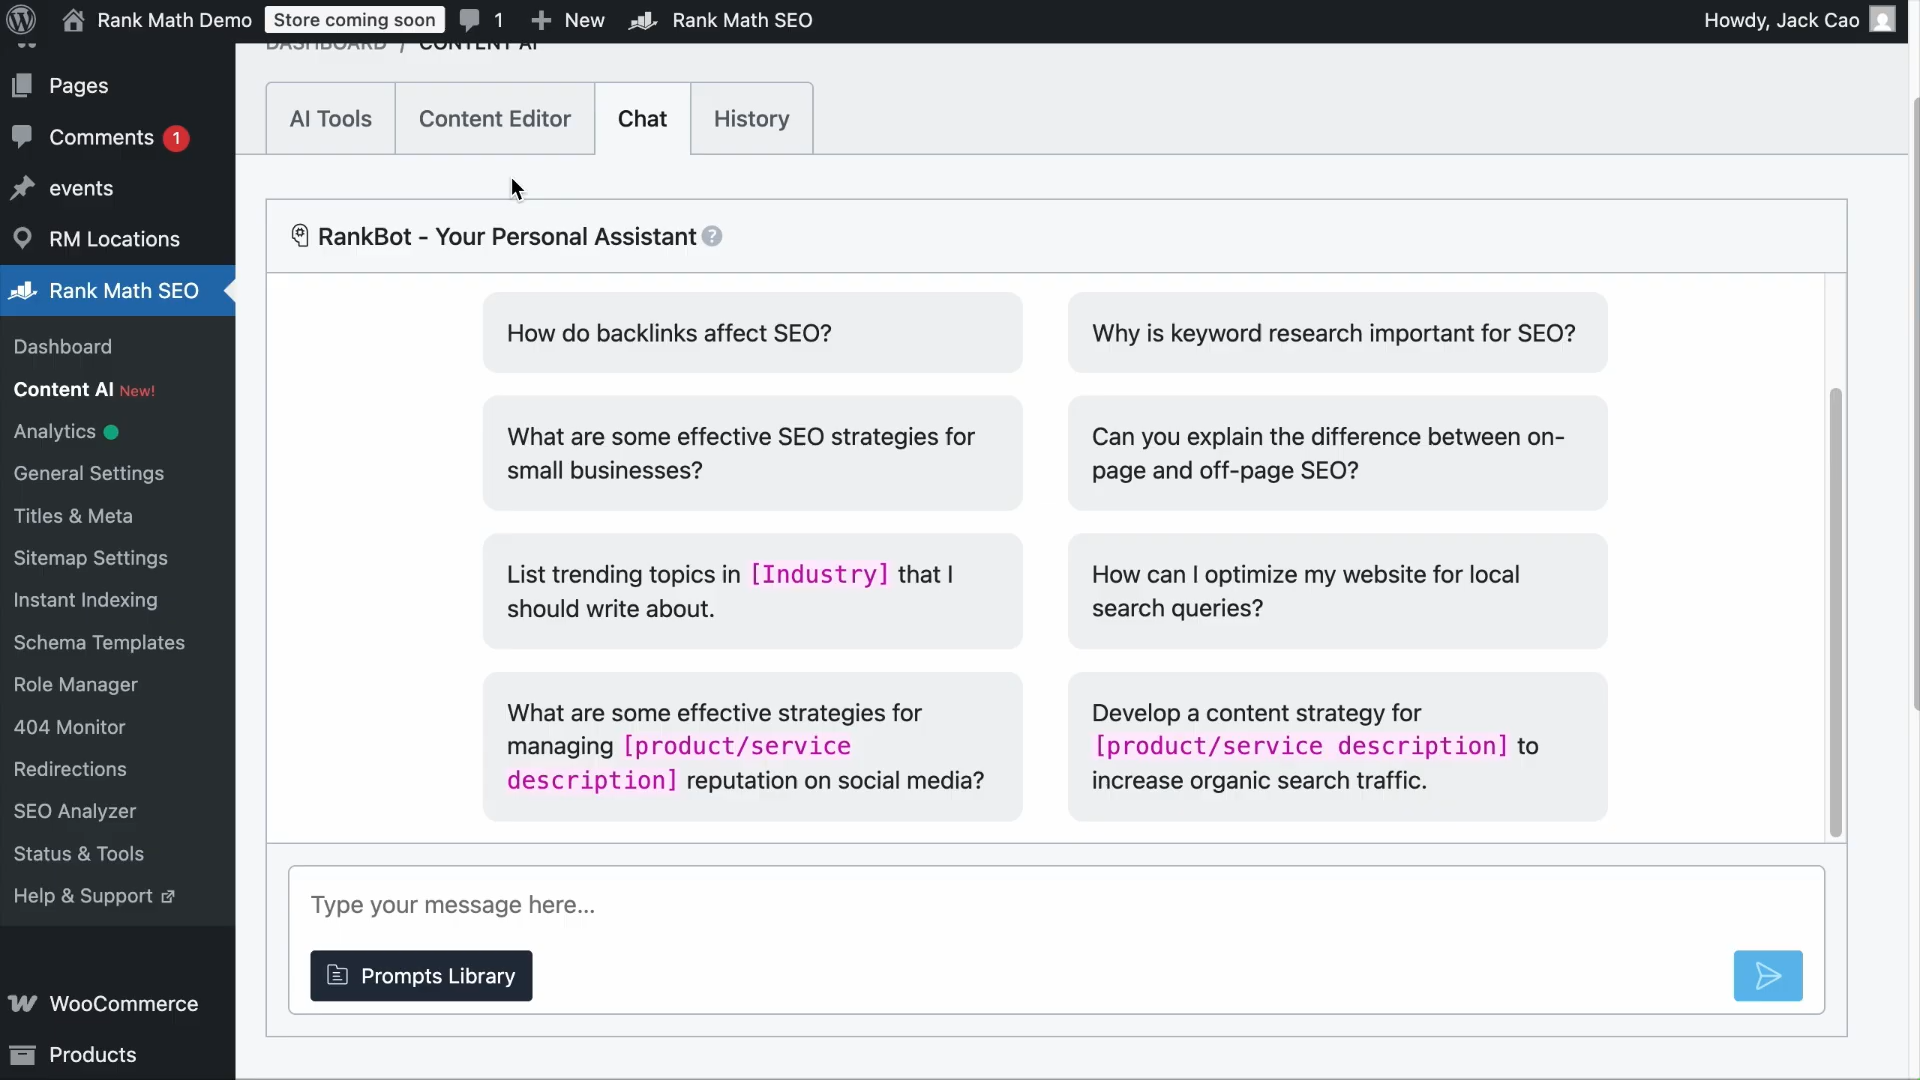 Rank Math Demo
Store coming soon
1
New
Rank Math SEO
Howdy, Jack Cao
DASHBOARD / CONTENT AI
Pages
Comments 1
events
RM Locations
Rank Math SEO
Dashboard
Content AI New!
Analytics
General Settings
Titles & Meta
Sitemap Settings
Instant Indexing
Schema Templates
Role Manager
404 Monitor
Redirections
SEO Analyzer
Status & Tools
Help & Support
WooCommerce
Products
AI Tools
Content Editor
Chat
History
RankBot - Your Personal Assistant ?
How do backlinks affect SEO?
Why is keyword research important for SEO?
What are some effective SEO strategies for
small businesses?
Can you explain the difference between on-
page and off-page SEO?
List trending topics in [Industry] that I
should write about.
How can I optimize my website for local
search queries?
What are some effective strategies for
managing [product/service
description] reputation on social media?
Develop a content strategy for
[product/service description] to
increase organic search traffic.
Type your message here...
Prompts Library